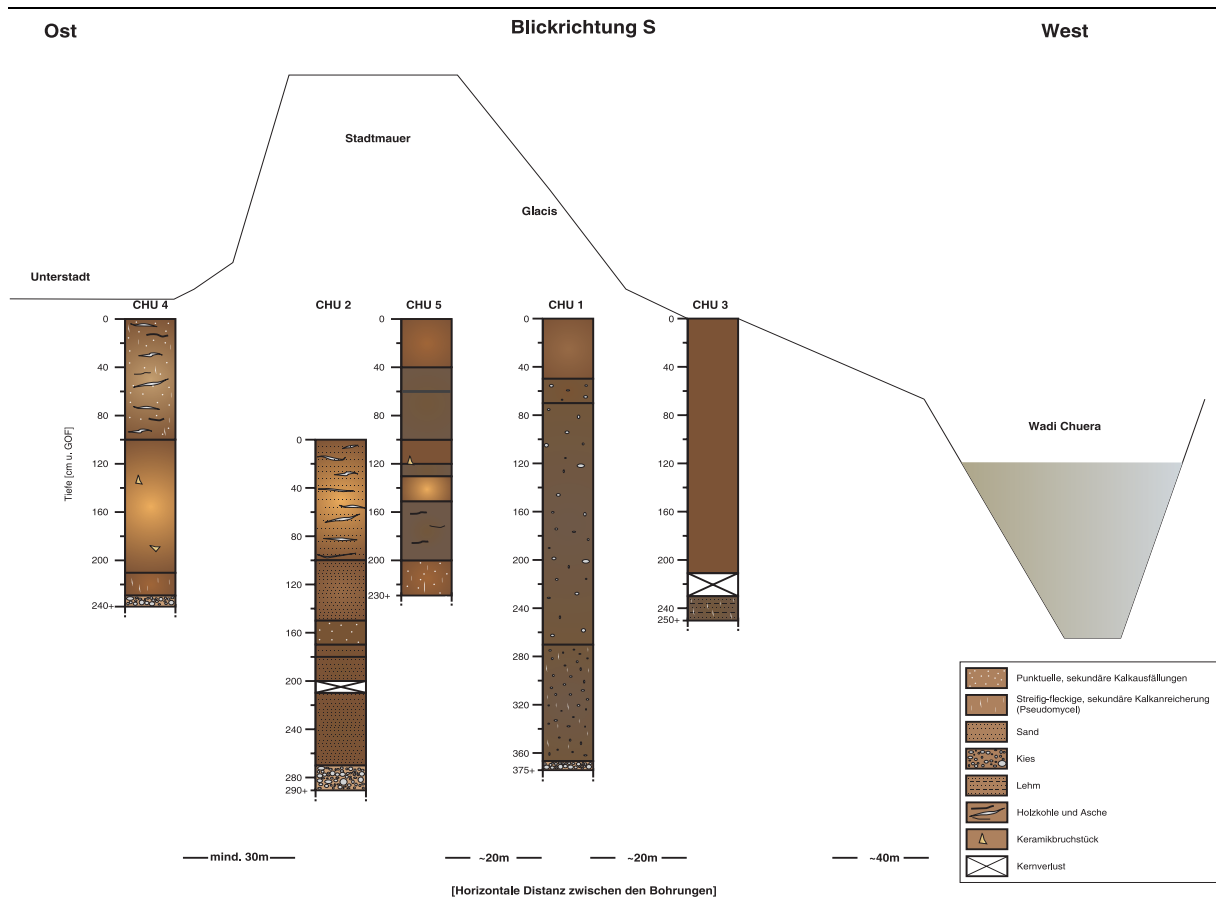 Ost
Blickrichtung S
West
Stadtmauer
Glacis
Unterstadt
Wadi Chuera
CHU 4
CHU 2
CHU 5
CHU 1
CHU 3
Tiefe [cm u. GOF]
0
40
80
120
160
200
240+
0
40
80
120
160
200
240
280
290+
0
40
80
120
160
200
230+
0
40
80
120
160
200
240
280
320
360
375+
0
40
80
120
160
200
240
250+
Punktuelle, sekundäre Kalkausfällungen
Streifig-fleckige, sekundäre Kalkanreicherung
(Pseudomycel)
Sand
Kies
Lehm
Holzkohle und Asche
Keramikbruchstück
Kernverlust
mind. 30m
~20m
~20m
~40m
[Horizontale Distanz zwischen den Bohrungen]